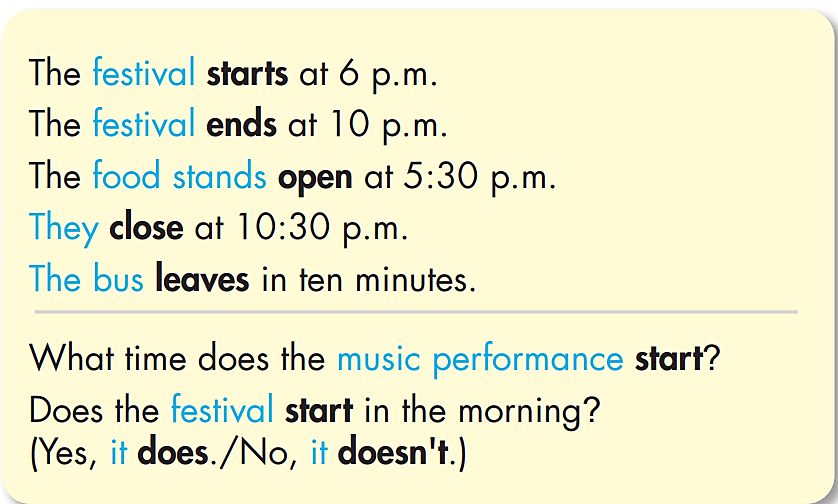 The festival starts at 6 p.m.
The festival ends at 10 p.m.
The food stands open at 5:30 p.m.
They close at 10:30 p.m.
The bus leaves in ten minutes.
What time does the music performance start?
Does the festival start in the morning?
(Yes, it does./No, it doesn't.)